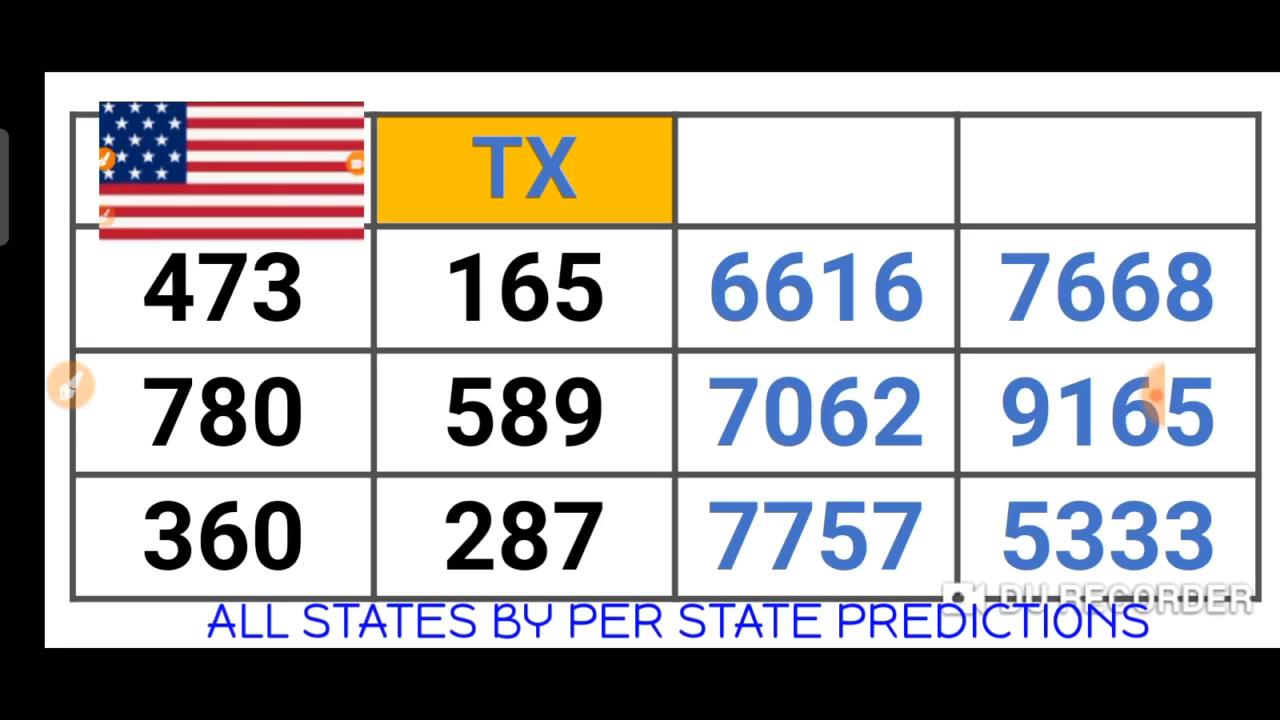 TX
473 165 6616 7668
780 589 7062 9165
360 287 7757 5333
DU RECORDER
ALL STATES BY PER STATE PREDICTIONS